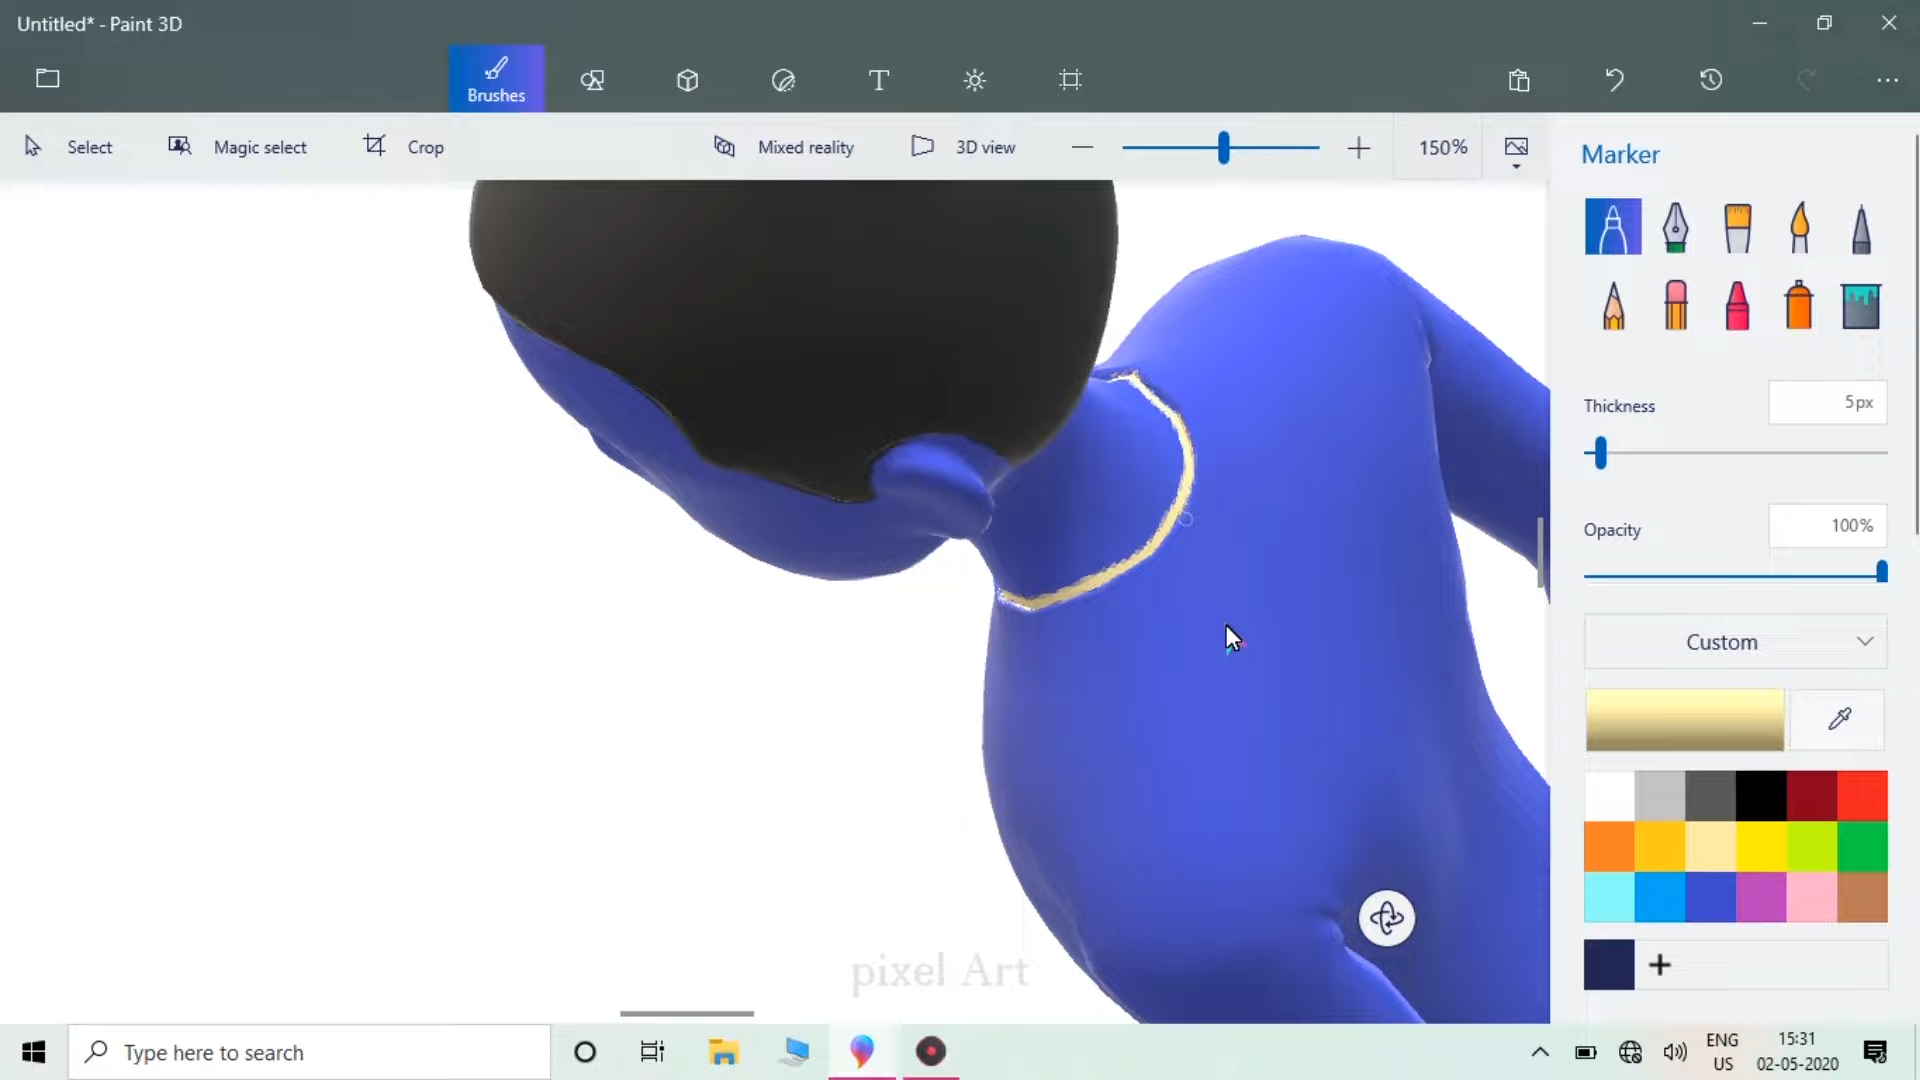 Untitled* - Paint 3D
Brushes
Select
Magic select
Crop
Mixed reality
3D view
150%
Marker
Thickness
5px
Opacity
100%
Custom
pixel Art
Type here to search
ENG
US
15:31
02-05-2020